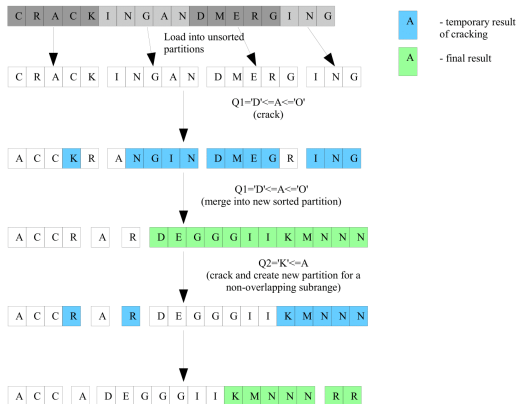 C R A C K I N G A N D M E R G I N G
A - temporary result of cracking
Load into unsorted partitions
A - final result
C R A C K I N G A N D M E R G I N G
Q1='D'<=A<='O'
(crack)
A C C K R A N G I N D M E G R I N G
Q1='D'<=A<='O'
(merge into new sorted partition)
A C C R A R D E G G G I I K M N N N
Q2='K'<=A
(crack and create new partition for a
non-overlapping subrange)
A C C R A R D E G G G I I K M N N N
A C C A D E G G G I I K M N N N R R